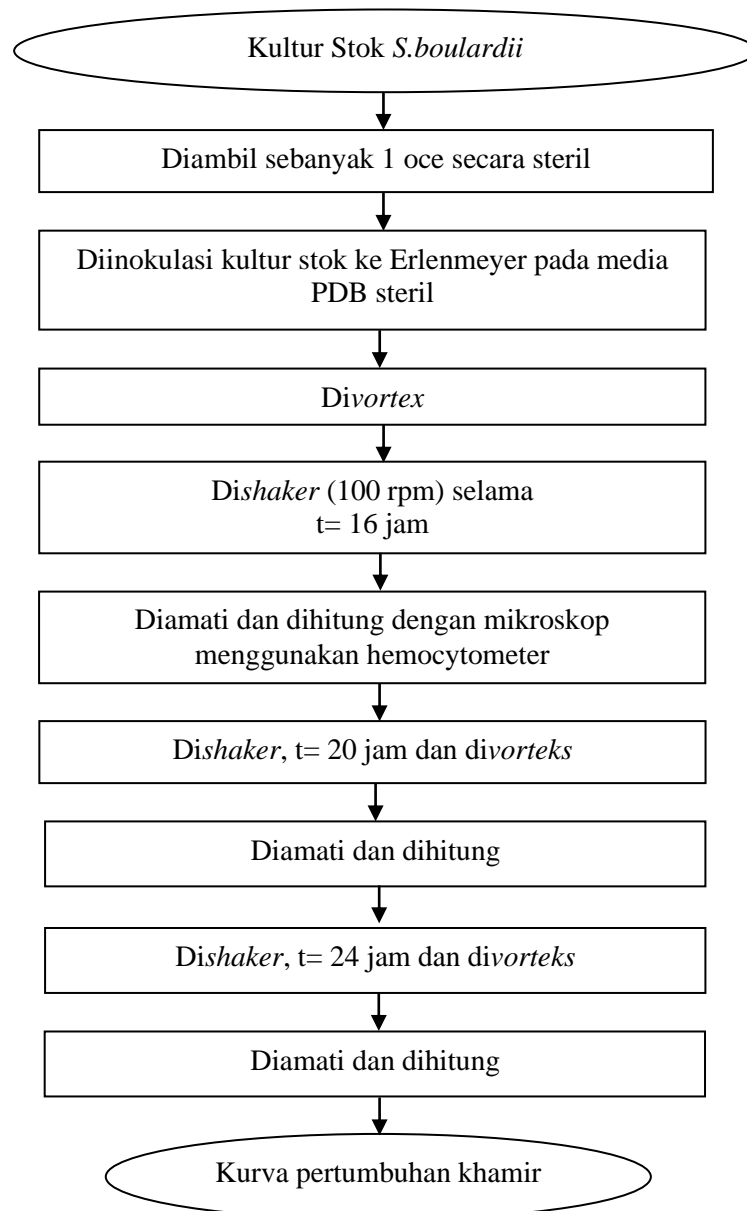 Kultur Stok S.boulardii
Diambil sebanyak 1 oce secara steril
Diinokulasi kultur stok ke Erlenmeyer pada media
PDB steril
Divortex
Dishaker (100 rpm) selama
t= 16 jam
Diamati dan dihitung dengan mikroskop
menggunakan hemocytometer
Dishaker, t= 20 jam dan divorteks
Diamati dan dihitung
Dishaker, t= 24 jam dan divorteks
Diamati dan dihitung
Kurva pertumbuhan khamir